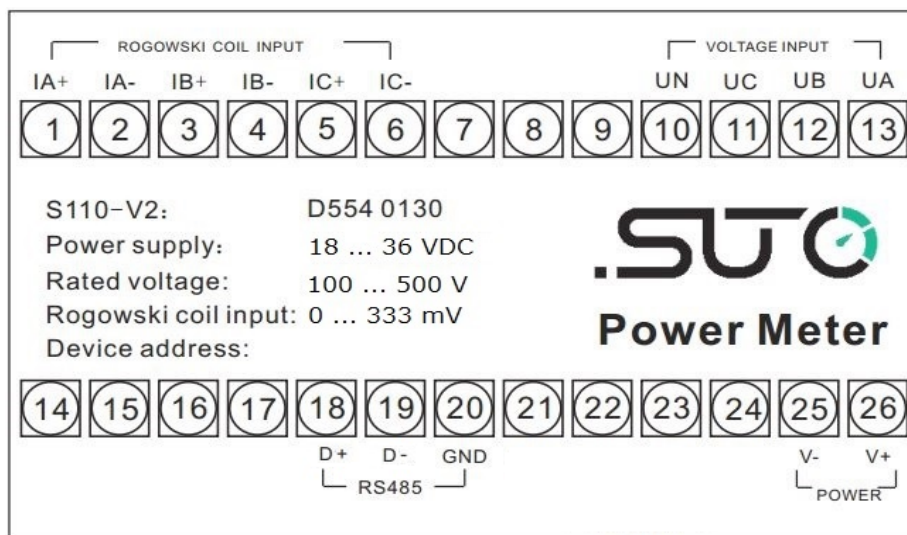 ROGOWSKI COIL INPUT VOLTAGE INPUT
IA+ IA- IB+ IB- IC+ IC- UN UC UB UA
1 2 3 4 5 6 7 8 9 10 11 12 13
S110-V2: D554 0130
Power supply: 18 ... 36 VDC
Rated voltage: 100 ... 500 V
Rogowski coil input: 0 ... 333 mV
Device address:
.SUTO
Power Meter
14 15 16 17 18 19 20 21 22 23 24 25 26
D+ D- GND V- V+
RS485 POWER